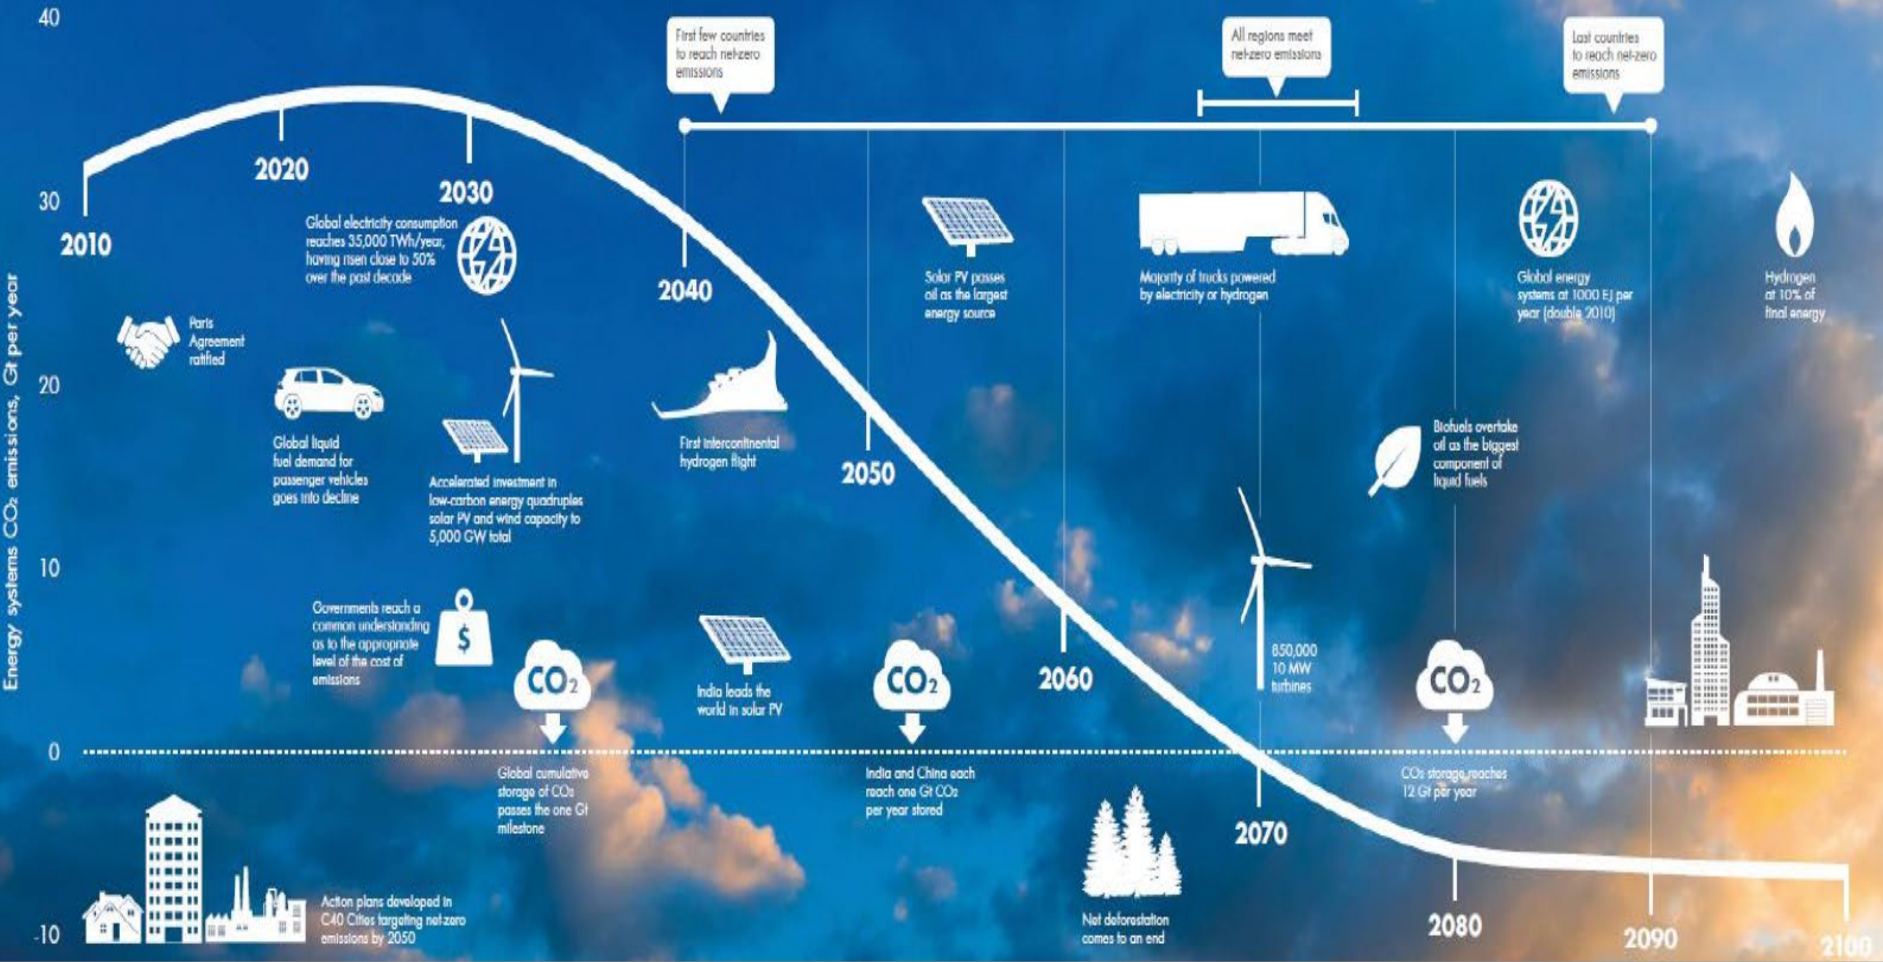 40
30
20
10
0
-10
Energy systems CO₂ emissions, Gt per year
First few countries
to reach net-zero
emissions
All regions meet
net-zero emissions
Last countries
to reach net-zero
emissions
2010
2020
2030
2040
2050
2060
2070
2080
2090
2100
Paris
Agreement
ratified
Global electricity consumption
reaches 35,000 TWh/year,
having risen close to 50%
over the past decade
Global liquid
fuel demand for
passenger vehicles
goes into decline
Accelerated investment in
low-carbon energy quadruples
solar PV and wind capacity to
5,000 GW total
Governments reach a
common understanding
as to the appropriate
level of the cost of
emissions
$
CO₂
Global cumulative
storage of CO₂
passes the one Gt
milestone
Action plans developed in
C40 Cities targeting net-zero
emissions by 2050
First intercontinental
hydrogen flight
India leads the
world in solar PV
Solar PV passes
oil as the largest
energy source
CO₂
India and China each
reach one Gt CO₂
per year stored
Majority of trucks powered
by electricity or hydrogen
850,000
10 MW
turbines
Net deforestation
comes to an end
Global energy
systems at 1000 EJ per
year (double 2010)
Biofuels overtake
oil as the biggest
component of
liquid fuels
CO₂
CO₂ storage reaches
12 Gt per year
Hydrogen
at 10% of
final energy